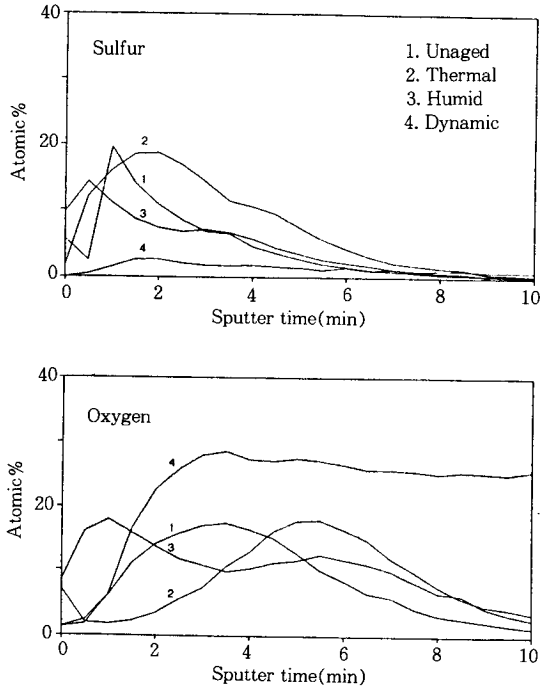 40
Sulfur
1. Unaged
2. Thermal
3. Humid
4. Dynamic
Atomic %
20
2
1
3
4
0
0 2 4 6 8 10
Sputter time(min)
40
Oxygen
4
Atomic %
20
1
3
2
0
0 2 4 6 8 10
Sputter time(min)